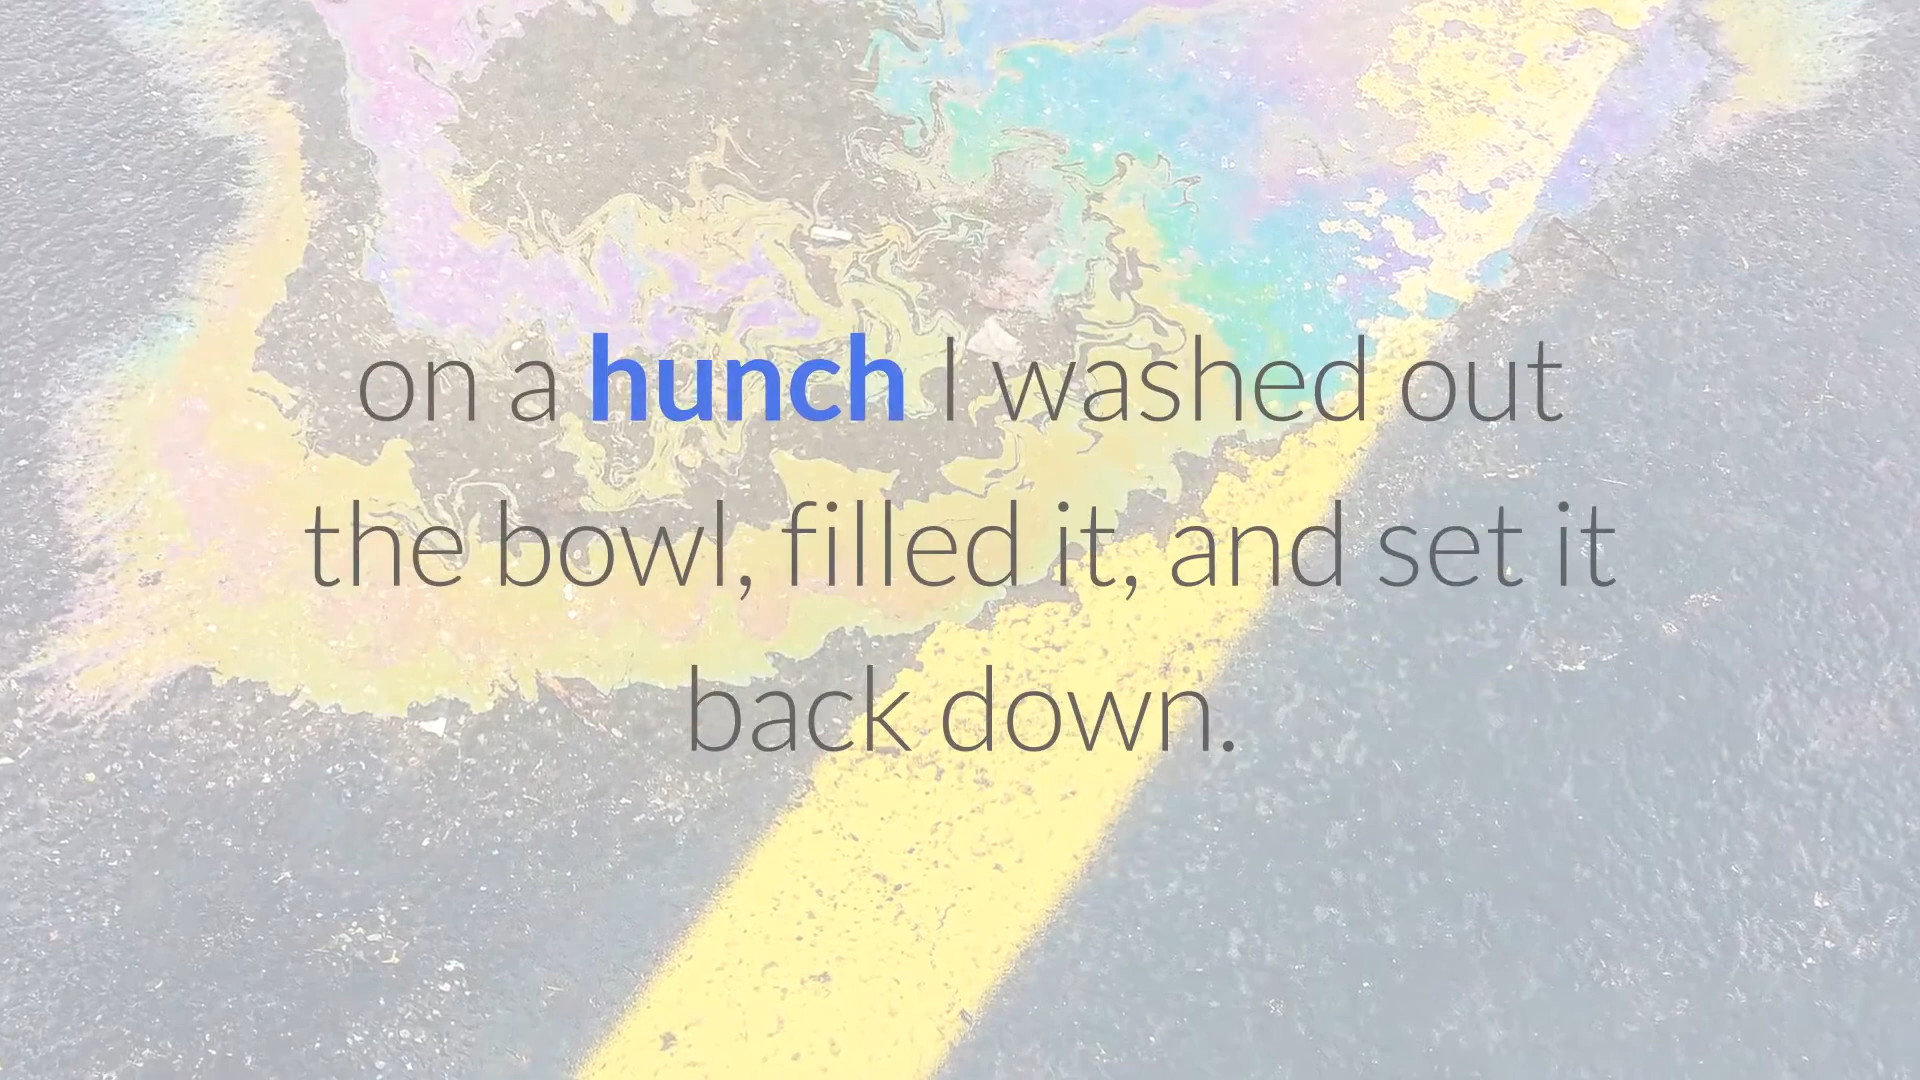 on a hunch I washed out
the bowl, filled it, and set it
back down.